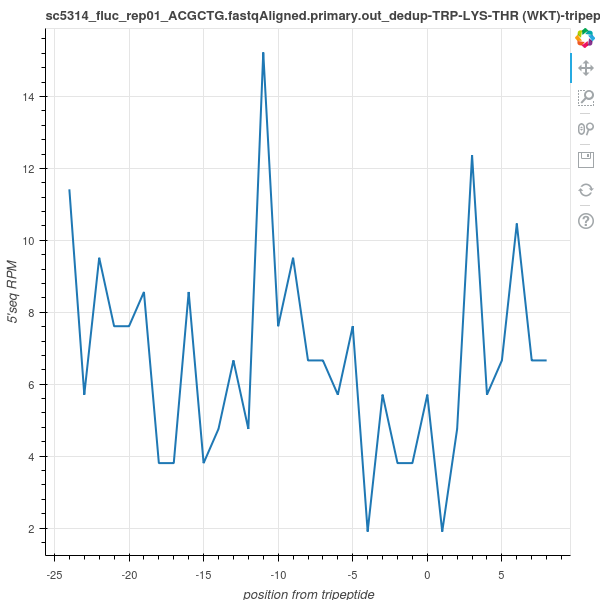 sc5314_fluc_rep01_ACGCTG.fastqAligned.primary.out_dedup-TRP-LYS-THR (WKT)-tripep
14
12
10
8
6
4
2
5'seq RPM
-25 -20 -15 -10 -5 0 5
position from tripeptide